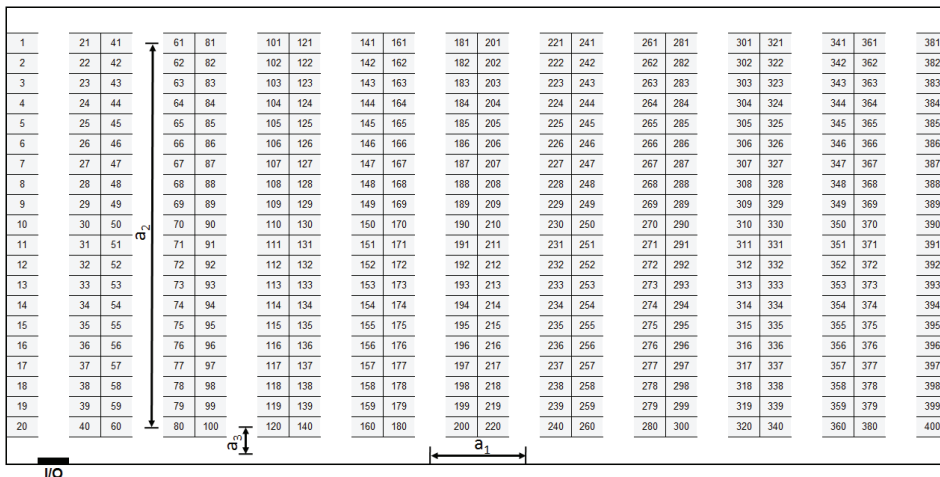 1 21 41 61 81 101 121 141 161 181 201 221 241 261 281 301 321 341 361 381
2 22 42 62 82 102 122 142 162 182 202 222 242 262 282 302 322 342 362 382
3 23 43 63 83 103 123 143 163 183 203 223 243 263 283 303 323 343 363 383
4 24 44 64 84 104 124 144 164 184 204 224 244 264 284 304 324 344 364 384
5 25 45 65 85 105 125 145 165 185 205 225 245 265 285 305 325 345 365 385
6 26 46 66 86 106 126 146 166 186 206 226 246 266 286 306 326 346 366 386
7 27 47 67 87 107 127 147 167 187 207 227 247 267 287 307 327 347 367 387
8 28 48 68 88 108 128 148 168 188 208 228 248 268 288 308 328 348 368 388
9 29 49 69 89 109 129 149 169 189 209 229 249 269 289 309 329 349 369 389
10 30 50 70 90 110 130 150 170 190 210 230 250 270 290 310 330 350 370 390
a2
11 31 51 71 91 111 131 151 171 191 211 231 251 271 291 311 331 351 371 391
12 32 52 72 92 112 132 152 172 192 212 232 252 272 292 312 332 352 372 392
13 33 53 73 93 113 133 153 173 193 213 233 253 273 293 313 333 353 373 393
14 34 54 74 94 114 134 154 174 194 214 234 254 274 294 314 334 354 374 394
15 35 55 75 95 115 135 155 175 195 215 235 255 275 295 315 335 355 375 395
16 36 56 76 96 116 136 156 176 196 216 236 256 276 296 316 336 356 376 396
17 37 57 77 97 117 137 157 177 197 217 237 257 277 297 317 337 357 377 397
18 38 58 78 98 118 138 158 178 198 218 238 258 278 298 318 338 358 378 398
19 39 59 79 99 119 139 159 179 199 219 239 259 279 299 319 339 359 379 399
20 40 60 80 100 120 140 160 180 200 220 240 260 280 300 320 340 360 380 400
a3
a1
I/O